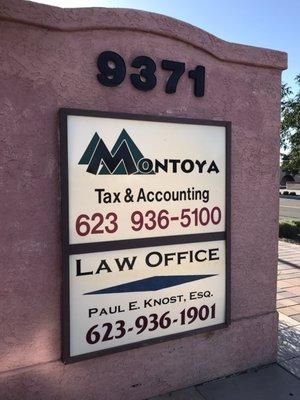 9371
MONTOYA
Tax & Accounting
623 936-5100
LAW OFFICE
PAUL E. KNOST, ESQ.
623-936-1901